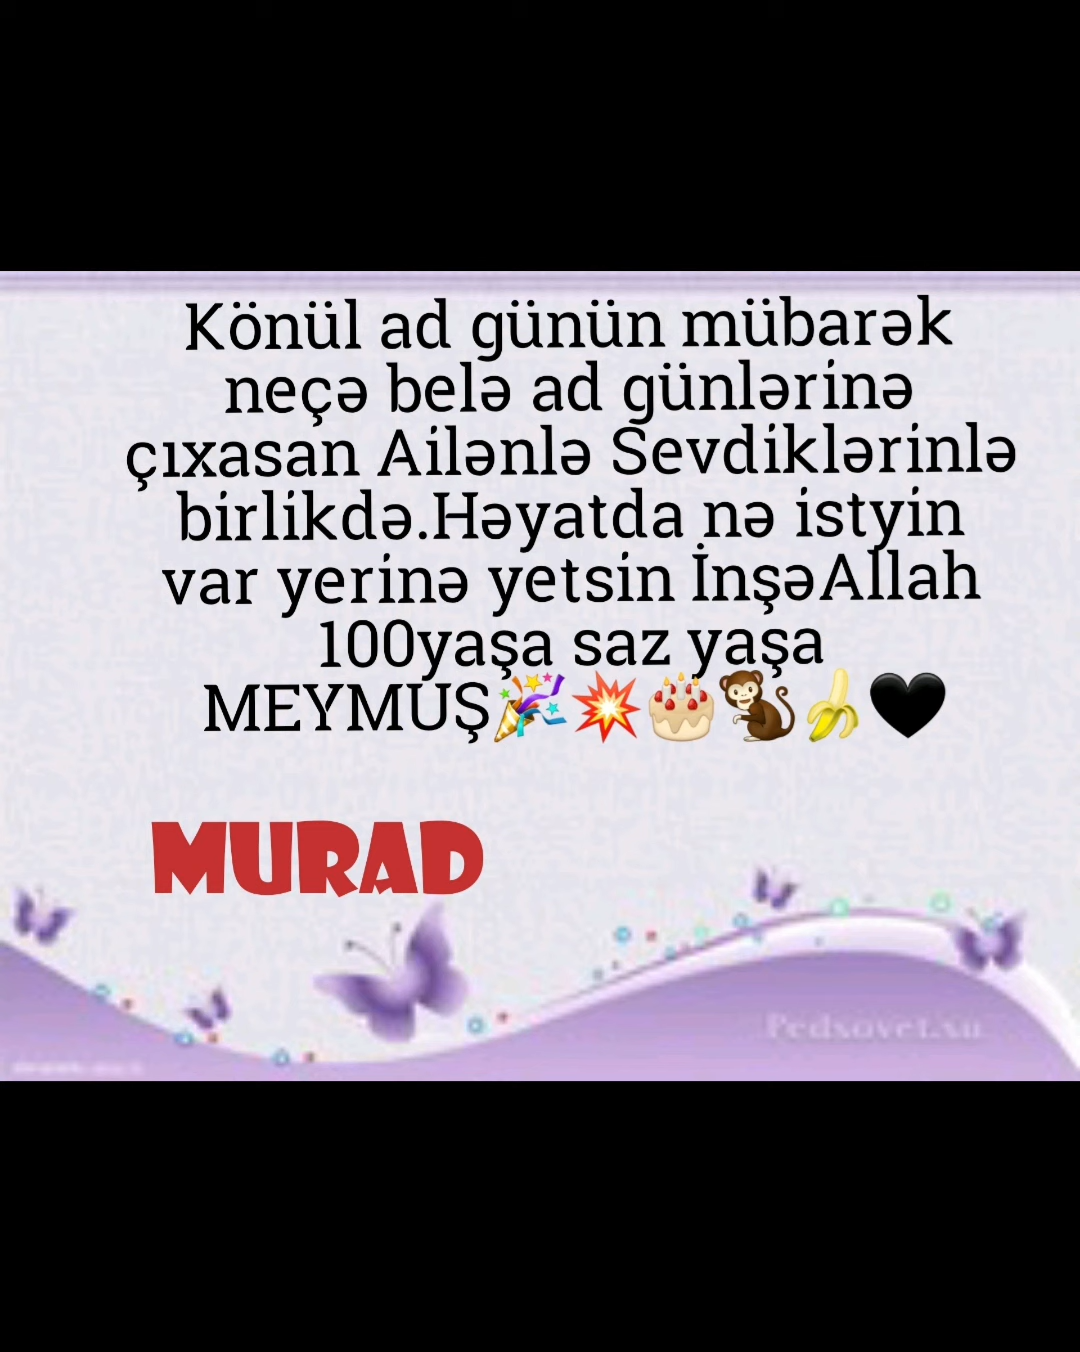 Könül ad günün mübarək
neçə belə ad günlərinə
çıxasan Ailənlə Sevdiklərinlə
birlikdə.Həyatda nə istyin
var yerinə yetsin İnşəAllah
100yaşa saz yaşa
MEYMUŞ🎉💥🎂🐒🍌🖤
MURAD
Pedsovet.su